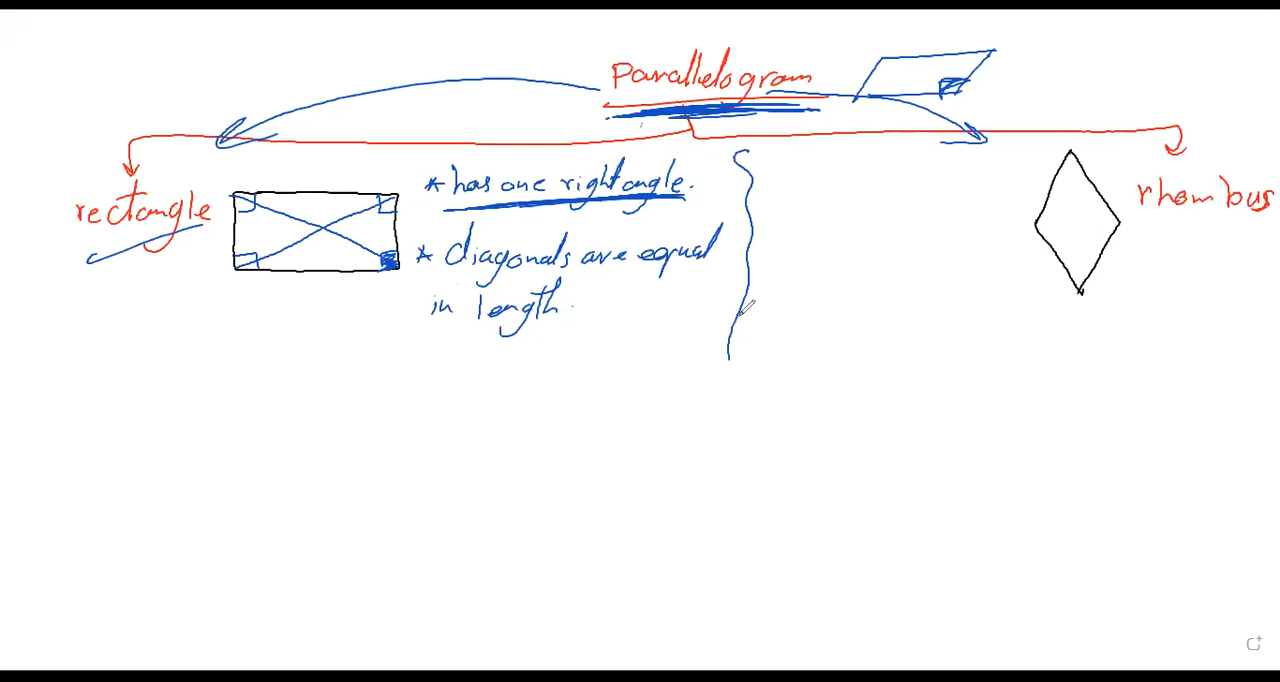 Parallelogram
rectangle
* has one right angle.
* diagonals are equal
in length.
rhombus